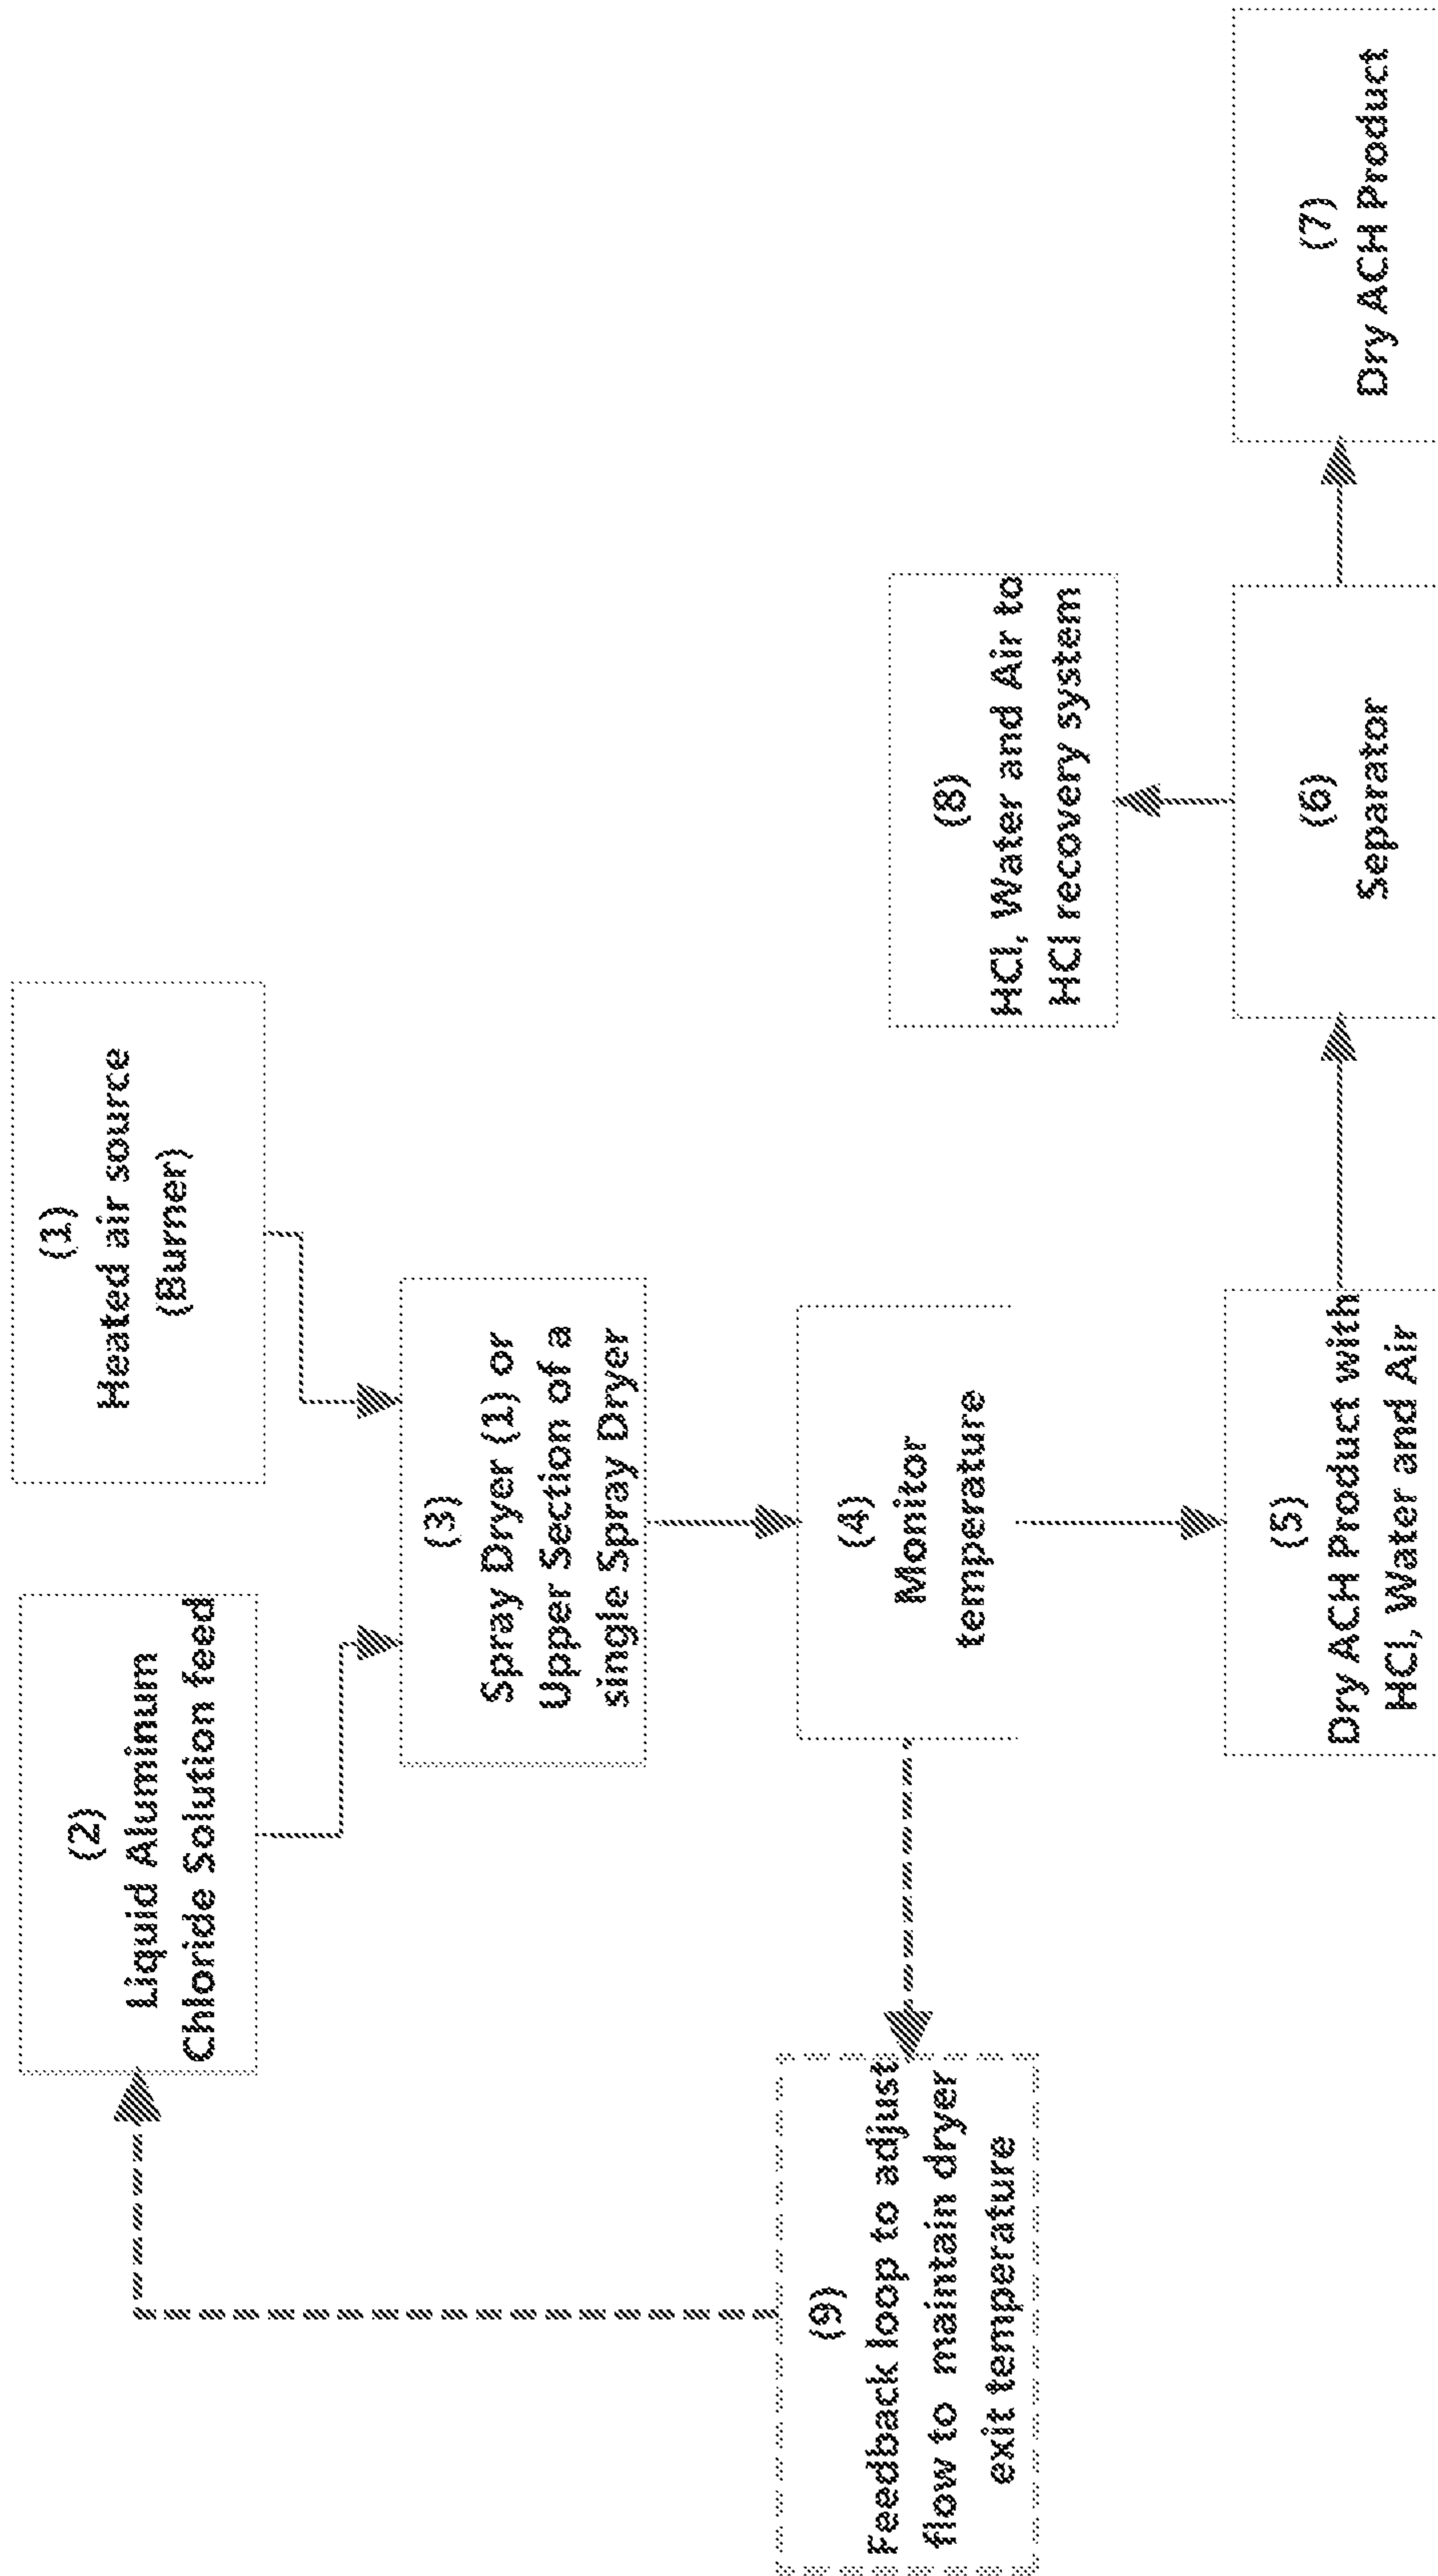 (1)
Heated air source
(Burner)
(2)
Liquid Aluminum
Chloride Solution feed
(3)
Spray Dryer (1) or
Upper Section of a
single Spray Dryer
(4)
Monitor
temperature
(9)
Feedback loop to adjust
flow to maintain dryer
exit temperature
(5)
Dry ACH Product with
HCl, Water and Air
(8)
HCl, Water and Air to
HCl recovery system
(6)
Separator
(7)
Dry ACH Product